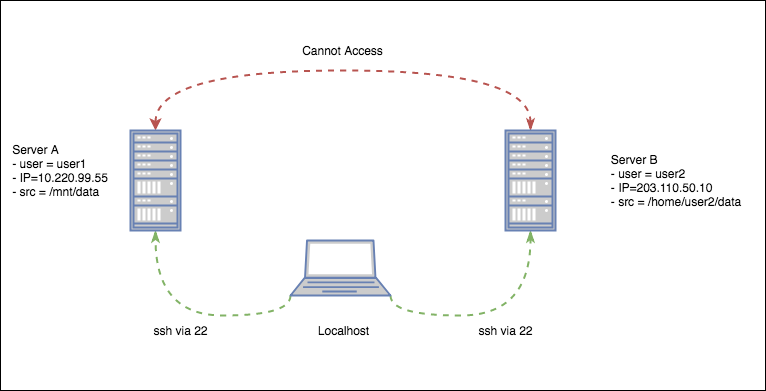 Cannot Access
Server A
- user = user1
- IP=10.220.99.55
- src = /mnt/data
Server B
- user = user2
- IP=203.110.50.10
- src = /home/user2/data
ssh via 22
Localhost
ssh via 22